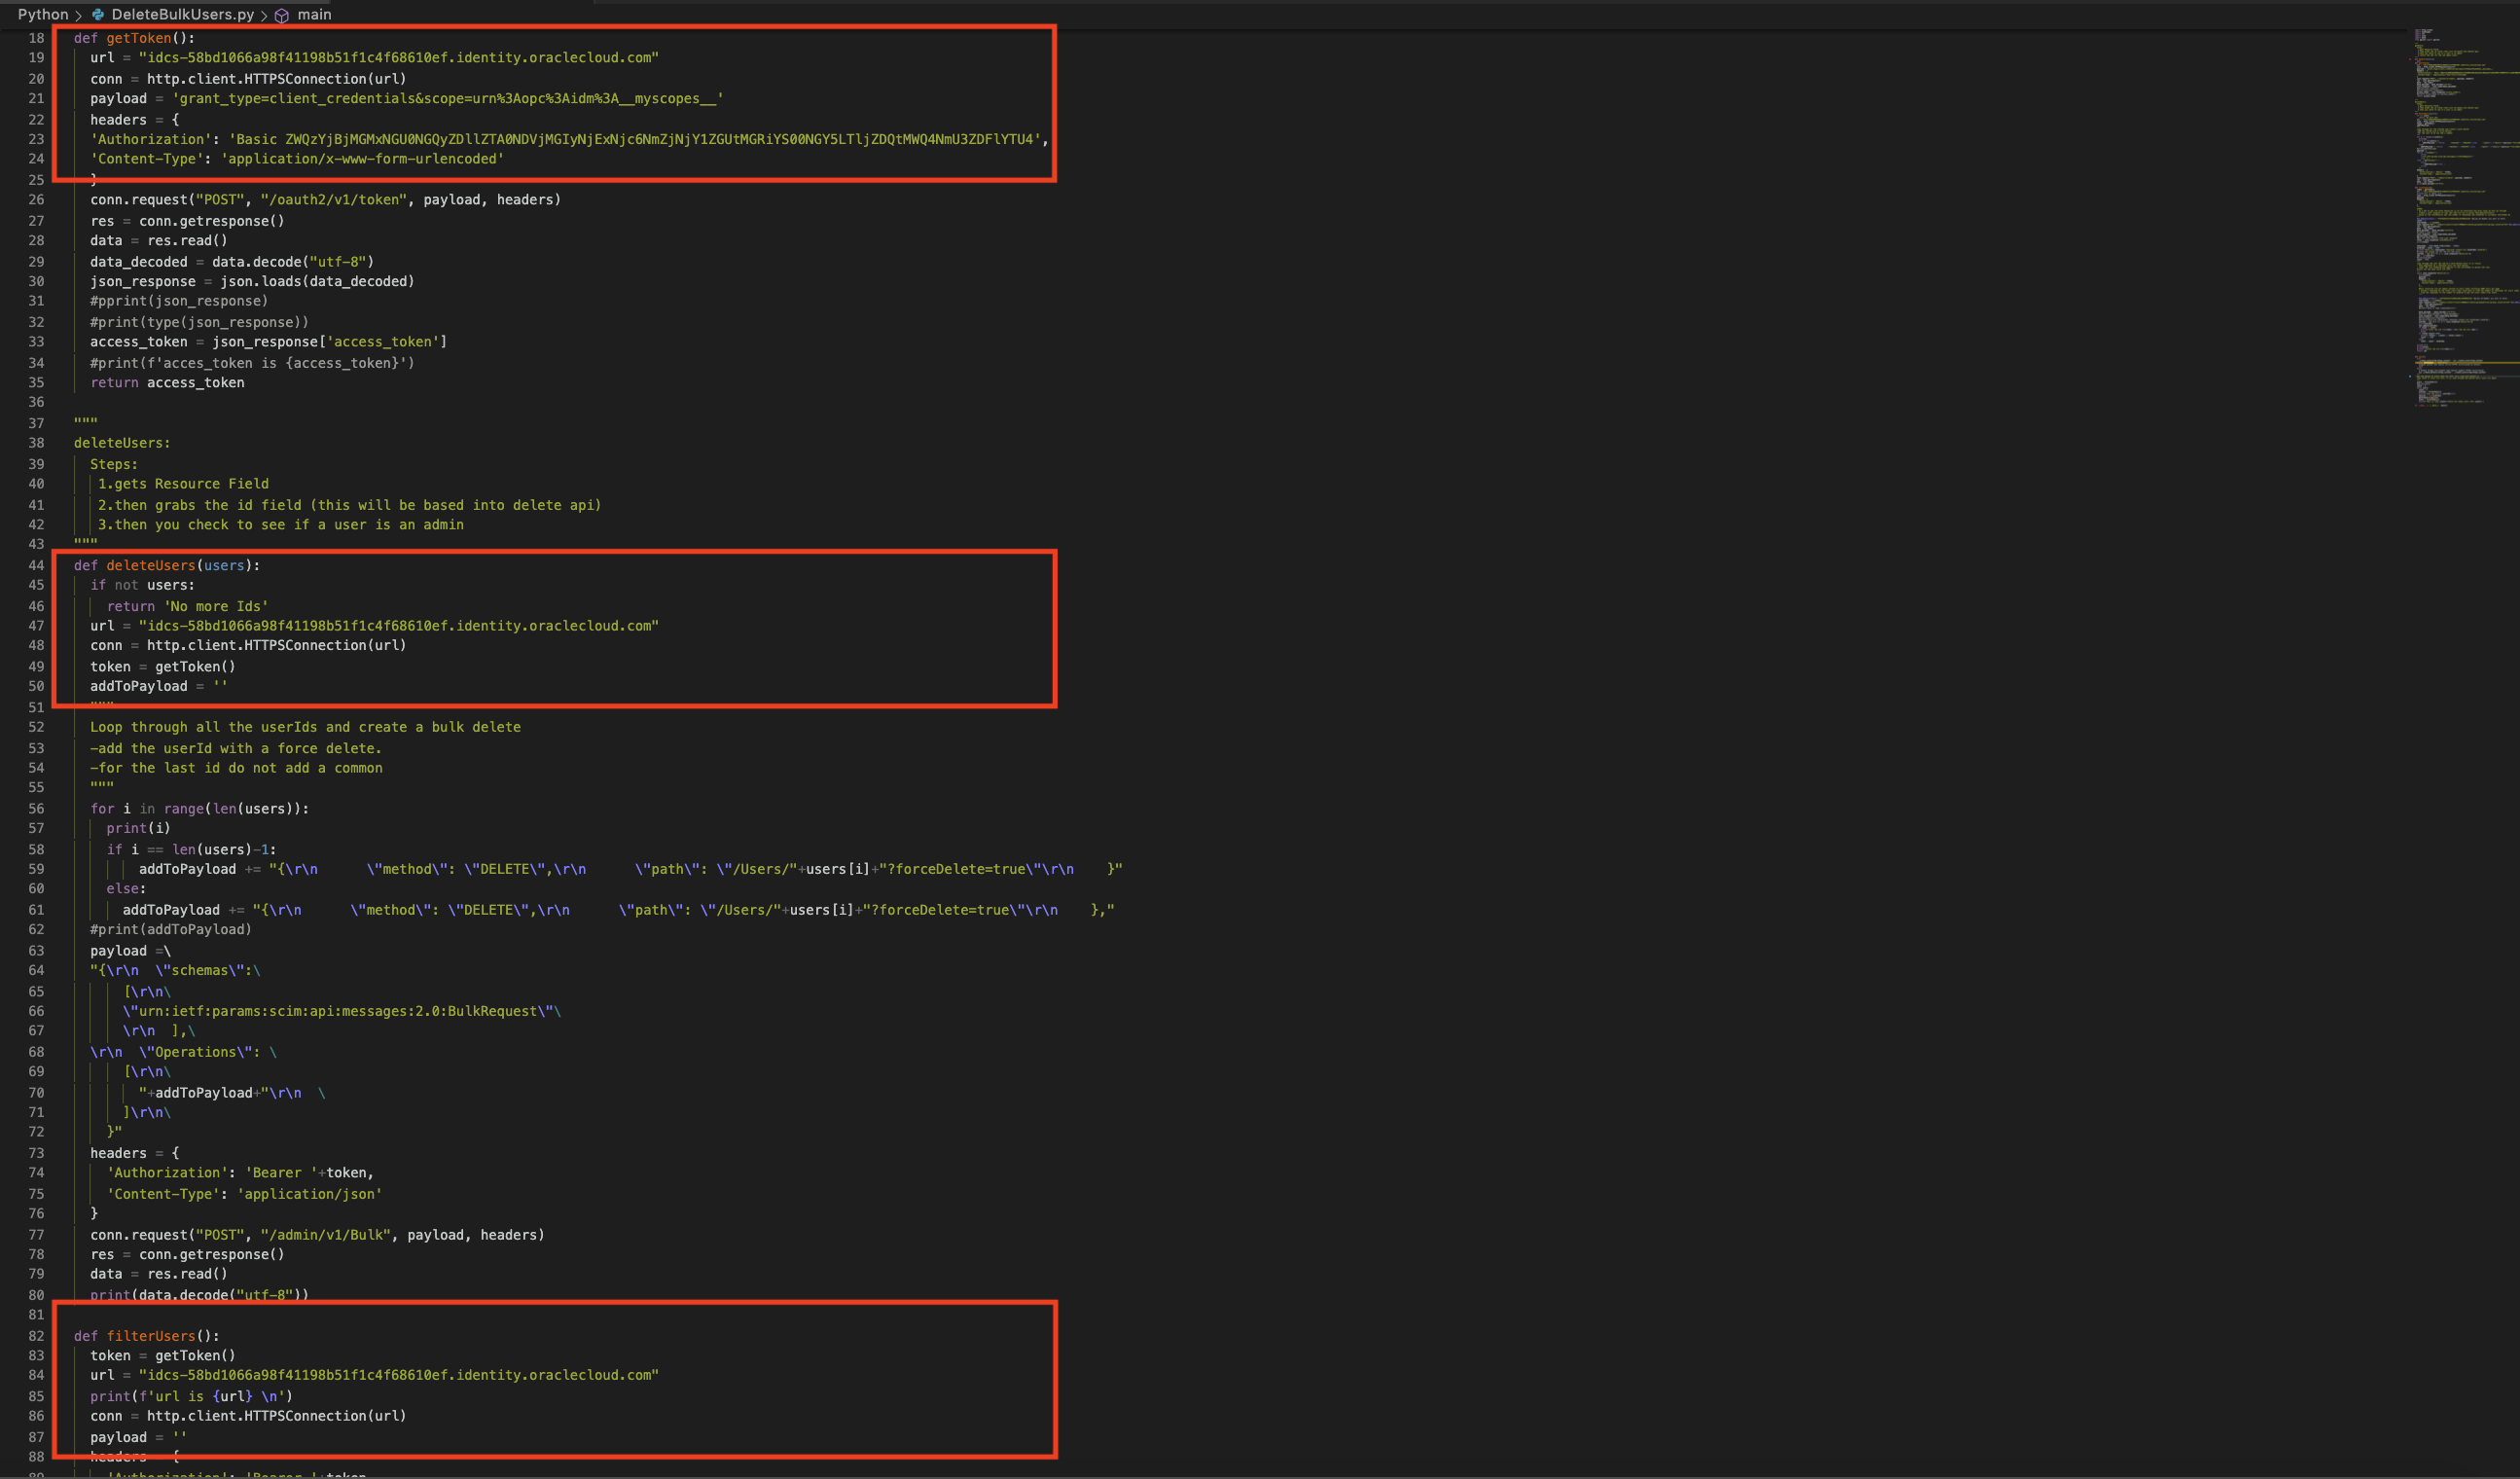 Python > DeleteBulkUsers.py > main
18 def getToken():
19 url = "idcs-58bd1066a98f41198b51f1c4f68610ef.identity.oraclecloud.com"
20 conn = http.client.HTTPSConnection(url)
21 payload = 'grant_type=client_credentials&scope=urn%3Aopc%3Aidm%3A__myscopes__'
22 headers = {
23 'Authorization': 'Basic ZWQzYjBjMGMxNGU0NGQyZDllZTA0NDVjMGIyNjExNjc6NmZjNjY1ZGUtMGRiYS00NGY5LTljZDQtMWQ4NmU3ZDFlYTU4',
24 'Content-Type': 'application/x-www-form-urlencoded'
25 }
26 conn.request("POST", "/oauth2/v1/token", payload, headers)
27 res = conn.getresponse()
28 data = res.read()
29 data_decoded = data.decode("utf-8")
30 json_response = json.loads(data_decoded)
31 #pprint(json_response)
32 #print(type(json_response))
33 access_token = json_response['access_token']
34 #print(f'acces_token is {access_token}')
35 return access_token
36
37 """
38 deleteUsers:
39 Steps:
40 1.gets Resource Field
41 2.then grabs the id field (this will be based into delete api)
42 3.then you check to see if a user is an admin
43 """
44 def deleteUsers(users):
45 if not users:
46 return 'No more Ids'
47 url = "idcs-58bd1066a98f41198b51f1c4f68610ef.identity.oraclecloud.com"
48 conn = http.client.HTTPSConnection(url)
49 token = getToken()
50 addToPayload = ''
51 """
52 Loop through all the userIds and create a bulk delete
53 -add the userId with a force delete.
54 -for the last id do not add a common
55 """
56 for i in range(len(users)):
57 print(i)
58 if i == len(users)-1:
59 addToPayload += "{\r\n      \"method\": \"DELETE\",\r\n      \"path\": \"/Users/"+users[i]+"?forceDelete=true\"\r\n    }"
60 else:
61 addToPayload += "{\r\n      \"method\": \"DELETE\",\r\n      \"path\": \"/Users/"+users[i]+"?forceDelete=true\"\r\n    },"
62 #print(addToPayload)
63 payload =\
64 "{\r\n  \"schemas\":\
65 [\r\n\
66 \"urn:ietf:params:scim:api:messages:2.0:BulkRequest\"\
67 \r\n  ],\
68 \r\n  \"Operations\": \
69 [\r\n\
70 "+addToPayload+"\r\n  \
71 ]\r\n\
72 }"
73 headers = {
74 'Authorization': 'Bearer '+token,
75 'Content-Type': 'application/json'
76 }
77 conn.request("POST", "/admin/v1/Bulk", payload, headers)
78 res = conn.getresponse()
79 data = res.read()
80 print(data.decode("utf-8"))
81
82 def filterUsers():
83 token = getToken()
84 url = "idcs-58bd1066a98f41198b51f1c4f68610ef.identity.oraclecloud.com"
85 print(f'url is {url} \n')
86 conn = http.client.HTTPSConnection(url)
87 payload = ''
88 headers = {
89 'Authorization': 'Bearer '+token